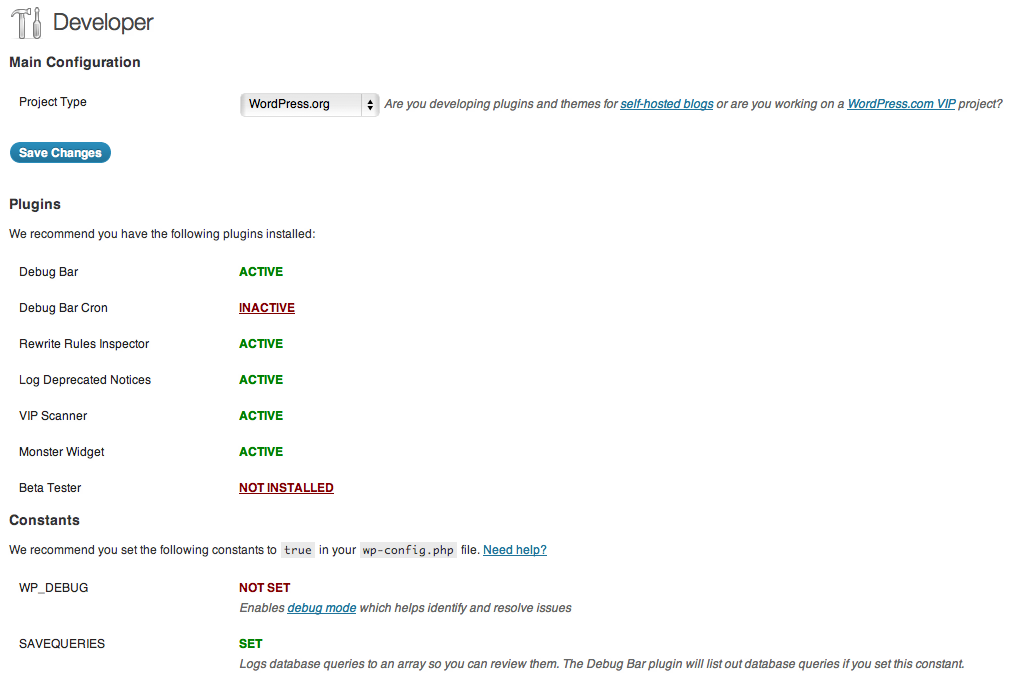 Developer
Main Configuration
Project Type WordPress.org Are you developing plugins and themes for self-hosted blogs or are you working on a WordPress.com VIP project?
Save Changes
Plugins
We recommend you have the following plugins installed:
Debug Bar ACTIVE
Debug Bar Cron INACTIVE
Rewrite Rules Inspector ACTIVE
Log Deprecated Notices ACTIVE
VIP Scanner ACTIVE
Monster Widget ACTIVE
Beta Tester NOT INSTALLED
Constants
We recommend you set the following constants to true in your wp-config.php file. Need help?
WP_DEBUG NOT SET
Enables debug mode which helps identify and resolve issues
SAVEQUERIES SET
Logs database queries to an array so you can review them. The Debug Bar plugin will list out database queries if you set this constant.